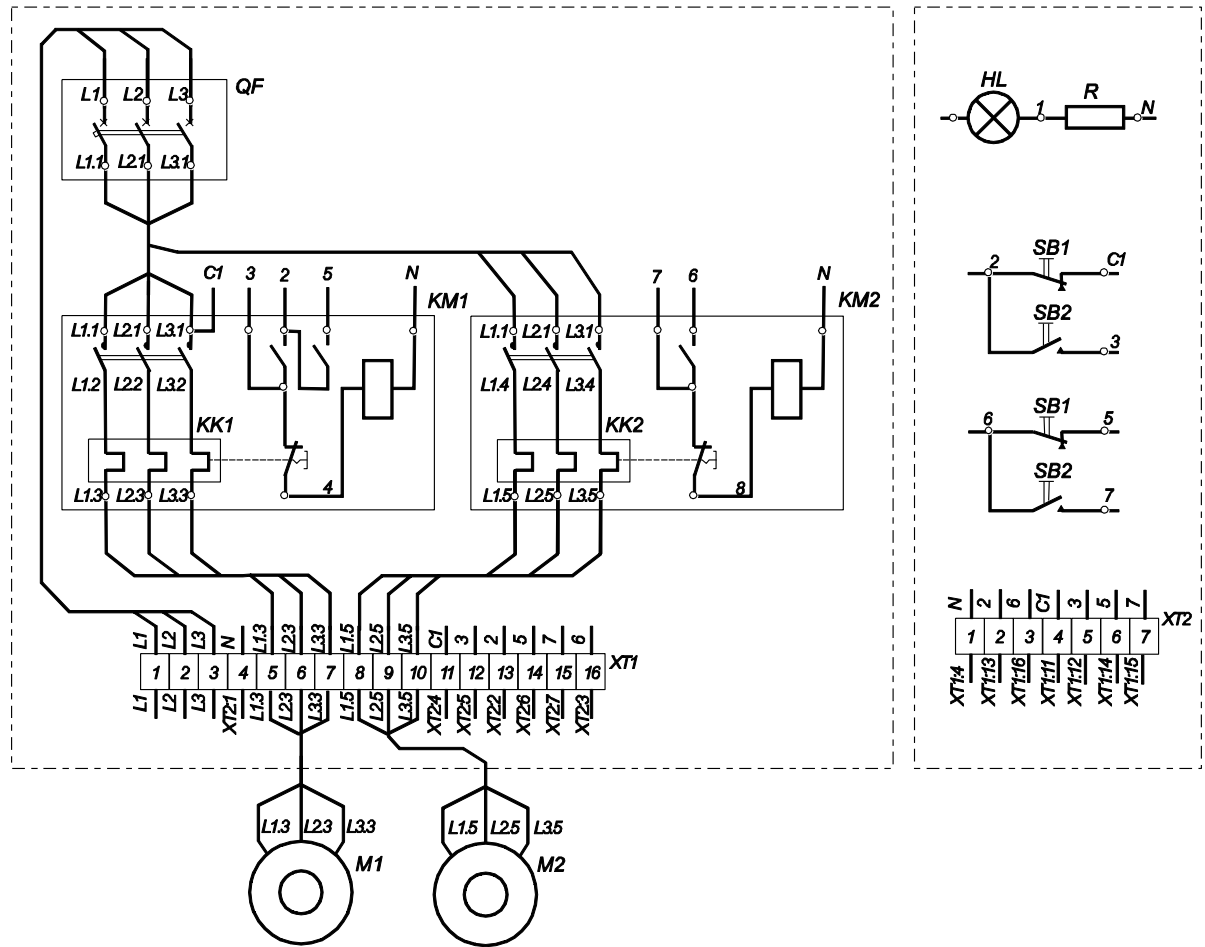 QF
L1 L2 L3
L1.1 L2.1 L3.1
C1 3 2 5 N
KM1
7 6 N
KM2
L1.1 L2.1 L3.1
L1.1 L2.1 L3.1
L1.2 L2.2 L3.2
L1.4 L2.4 L3.4
KK1
KK2
4
8
L1.3 L2.3 L3.3
L1.5 L2.5 L3.5
L1 L2 L3 N L1.3 L2.3 L3.3 L1.5 L2.5 L3.5 C1 3 2 5 7 6
1 2 3 4 5 6 7 8 9 10 11 12 13 14 15 16
XT1
L1 L2 L3 XT2:1 L1.3 L2.3 L3.3 L1.5 L2.5 L3.5 XT2:4 XT2:5 XT2:2 XT2:6 XT2:7 XT2:3
L1.3 L2.3 L3.3
L1.5 L2.5 L3.5
M1
M2
HL
R
1
N
SB1
2
C1
SB2
3
SB1
6
5
SB2
7
N 2 6 C1 3 5 7
XT2
1 2 3 4 5 6 7
XT1:4 XT1:13 XT1:16 XT1:11 XT1:12 XT1:14 XT1:15